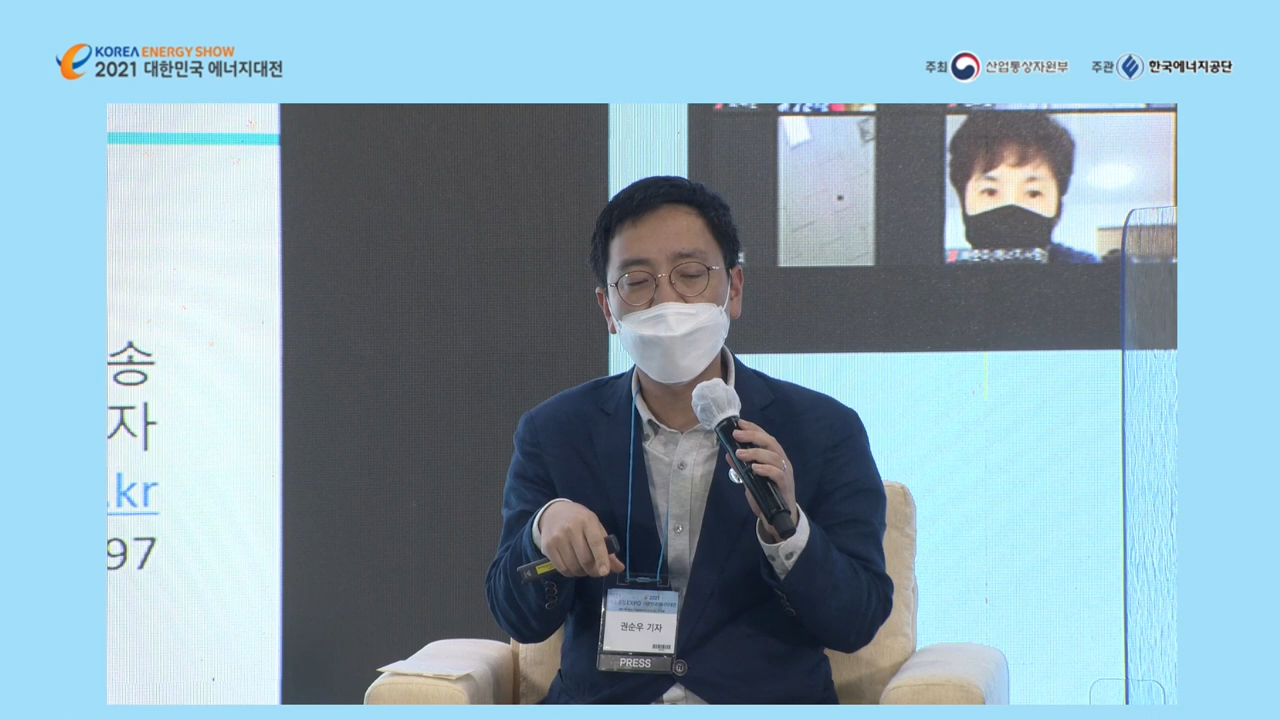 KOREA ENERGY SHOW
2021 대한민국 에너지대전
주최 산업통상자원부 주관 한국에너지공단
송
자
.kr
97
2021
권순우 기자
PRESS